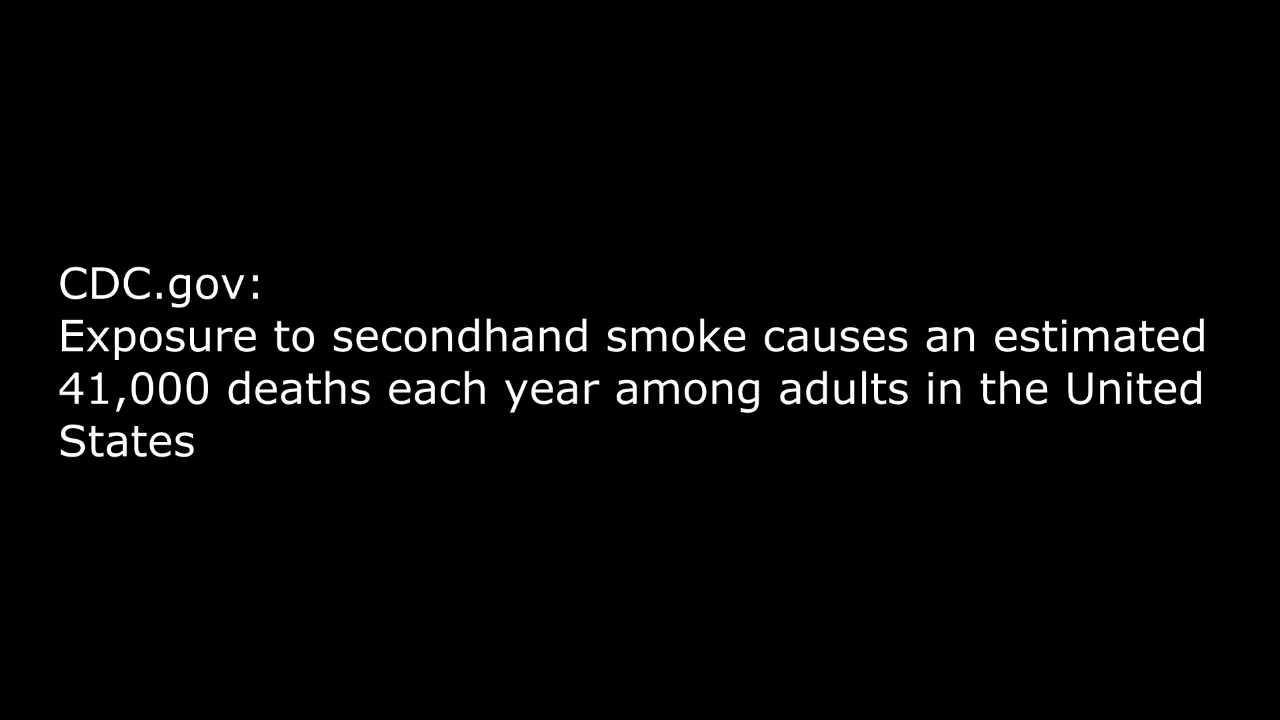 CDC.gov:
Exposure to secondhand smoke causes an estimated
41,000 deaths each year among adults in the United
States